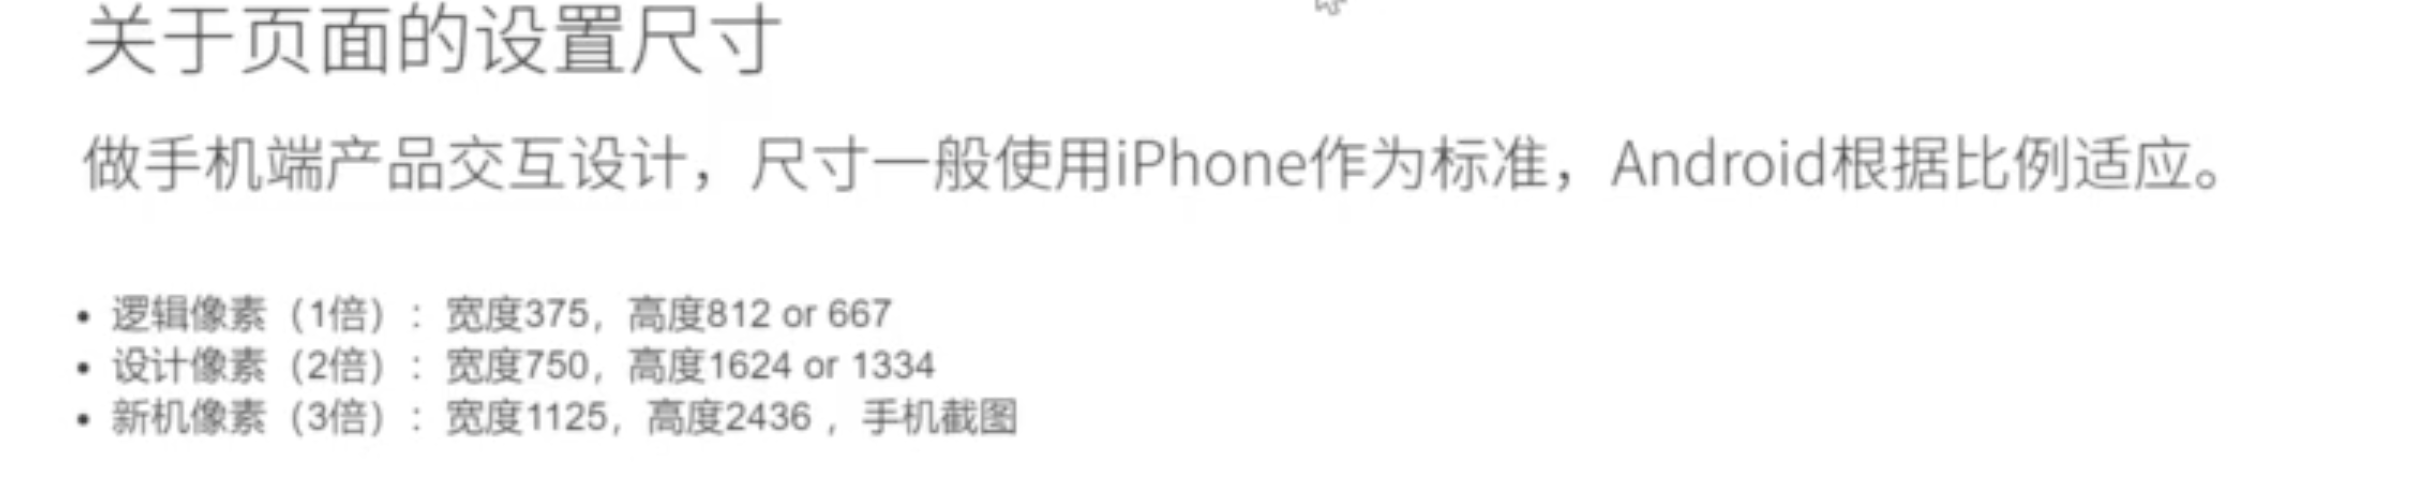 关于页面的设置尺寸
做手机端产品交互设计，尺寸一般使用iPhone作为标准，Android根据比例适应。
• 逻辑像素（1倍）：宽度375，高度812 or 667
• 设计像素（2倍）：宽度750，高度1624 or 1334
• 新机像素（3倍）：宽度1125，高度2436 ，手机截图